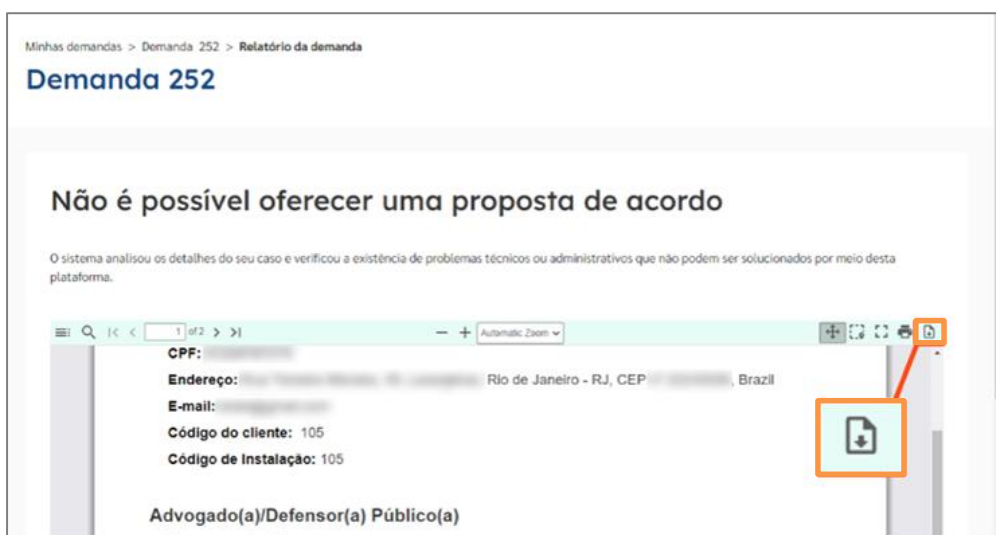 Minhas demandas > Demanda 252 > Relatório da demanda
Demanda 252
Não é possível oferecer uma proposta de acordo
O sistema analisou os detalhes do seu caso e verificou a existência de problemas técnicos ou administrativos que não podem ser solucionados por meio desta
plataforma.
1 of 2 Automatic Zoom
CPF:
Endereço: Rio de Janeiro - RJ, CEP , Brazil
E-mail:
Código do cliente: 105
Código de Instalação: 105
Advogado(a)/Defensor(a) Público(a)